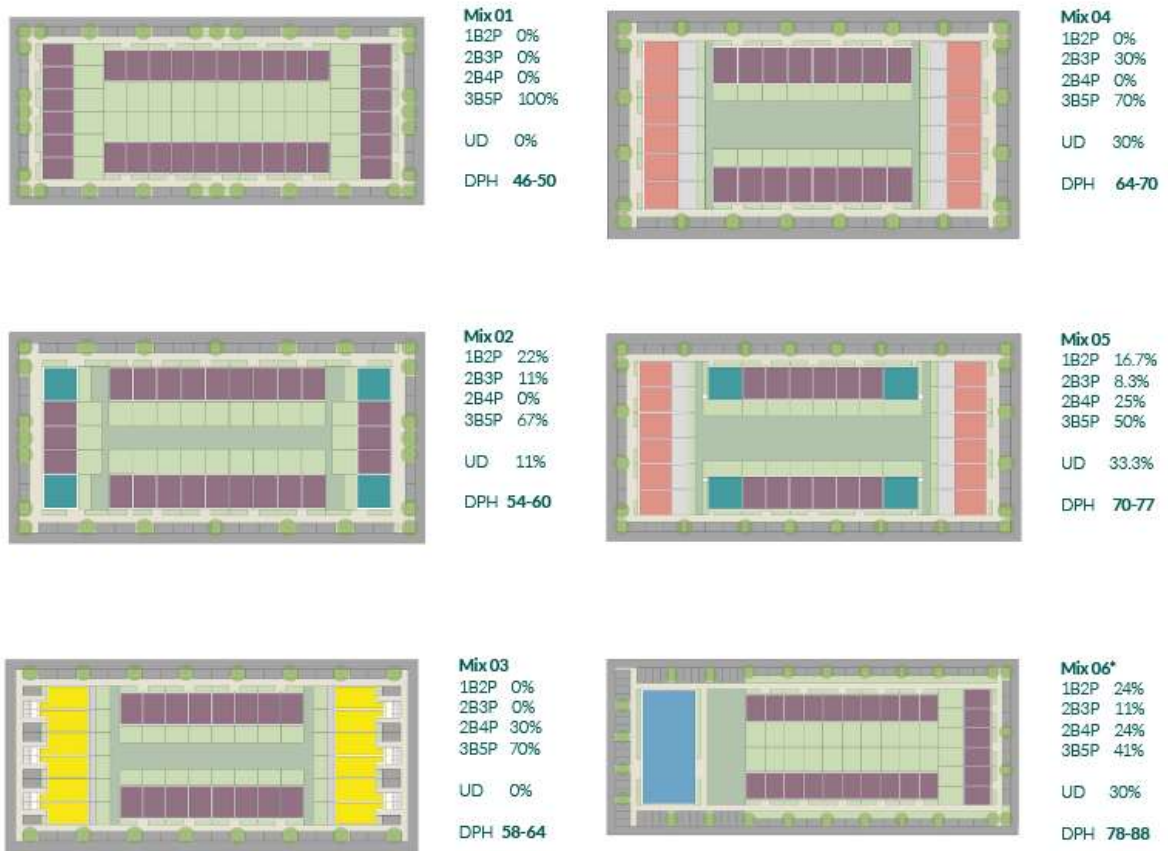 Mix 01
1B2P 0%
2B3P 0%
2B4P 0%
3B5P 100%
UD 0%
DPH 46-50
Mix 02
1B2P 22%
2B3P 11%
2B4P 0%
3B5P 67%
UD 11%
DPH 54-60
Mix 03
1B2P 0%
2B3P 0%
2B4P 30%
3B5P 70%
UD 0%
DPH 58-64
Mix 04
1B2P 0%
2B3P 30%
2B4P 0%
3B5P 70%
UD 30%
DPH 64-70
Mix 05
1B2P 16.7%
2B3P 8.3%
2B4P 25%
3B5P 50%
UD 33.3%
DPH 70-77
Mix 06*
1B2P 24%
2B3P 11%
2B4P 24%
3B5P 41%
UD 30%
DPH 78-88